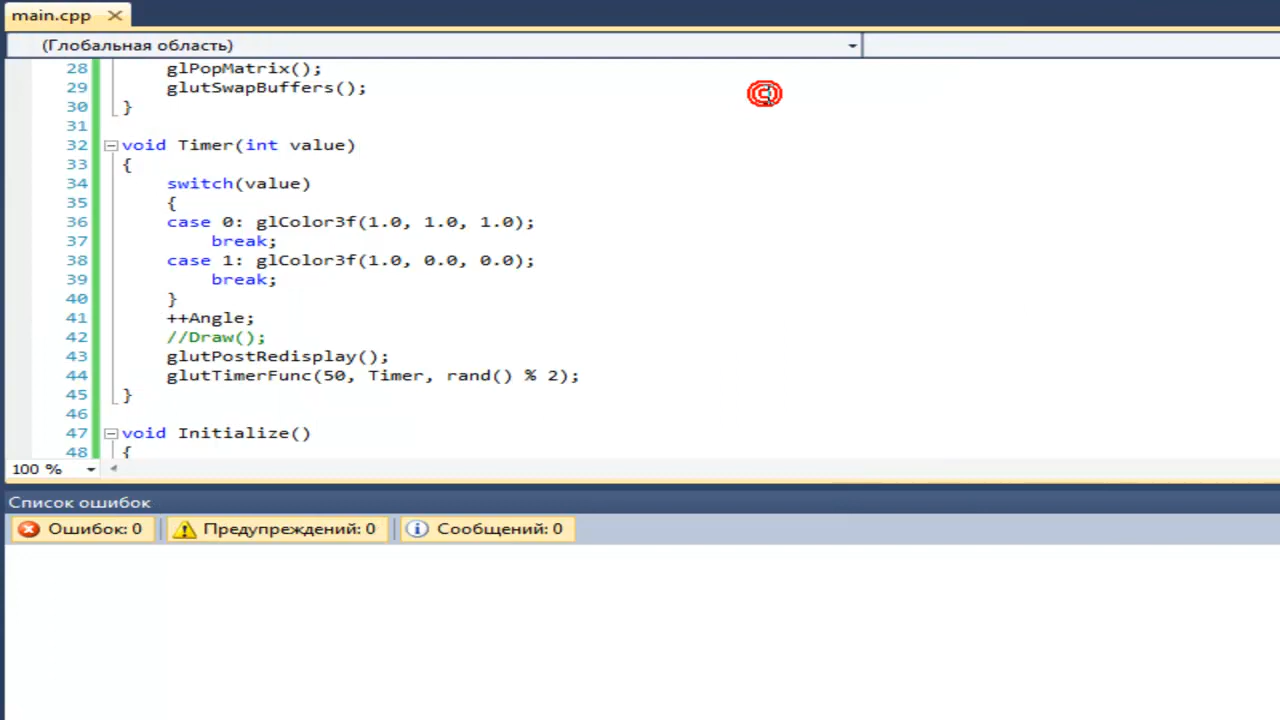 main.cpp
(Глобальная область)
28 glPopMatrix();
29 glutSwapBuffers();
30 }
31
32 void Timer(int value)
33 {
34 switch(value)
35 {
36 case 0: glColor3f(1.0, 1.0, 1.0);
37 break;
38 case 1: glColor3f(1.0, 0.0, 0.0);
39 break;
40 }
41 ++Angle;
42 //Draw();
43 glutPostRedisplay();
44 glutTimerFunc(50, Timer, rand() % 2);
45 }
46
47 void Initialize()
48 {
100 %
Список ошибок
Ошибок: 0 Предупреждений: 0 Сообщений: 0